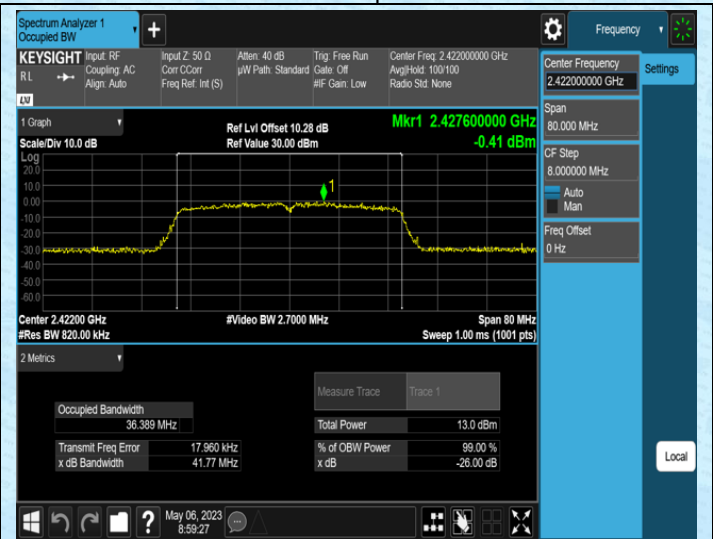 Spectrum Analyzer 1
Occupied BW
+
Frequency
KEYSIGHT
RL
LXI
Input: RF
Coupling: AC
Align: Auto
Input Z: 50 Ω
Corr CCorr
Freq Ref: Int (S)
Atten: 40 dB
µW Path: Standard
Trig: Free Run
Gate: Off
#IF Gain: Low
Center Freq: 2.422000000 GHz
Avg|Hold: 100/100
Radio Std: None
Center Frequency
2.422000000 GHz
Settings
Span
80.000 MHz
CF Step
8.000000 MHz
Auto
Man
Freq Offset
0 Hz
1 Graph
Scale/Div 10.0 dB
Ref Lvl Offset 10.28 dB
Ref Value 30.00 dBm
Mkr1 2.427600000 GHz
-0.41 dBm
Log
20.0
10.0
0.00
-10.0
-20.0
-30.0
-40.0
-50.0
-60.0
1
Center 2.42200 GHz
#Res BW 820.00 kHz
#Video BW 2.7000 MHz
Span 80 MHz
Sweep 1.00 ms (1001 pts)
2 Metrics
Measure Trace
Trace 1
Occupied Bandwidth
36.389 MHz
Total Power
13.0 dBm
Transmit Freq Error
17.960 kHz
% of OBW Power
99.00 %
x dB Bandwidth
41.77 MHz
x dB
-26.00 dB
Local
?
May 06, 2023
8:59:27